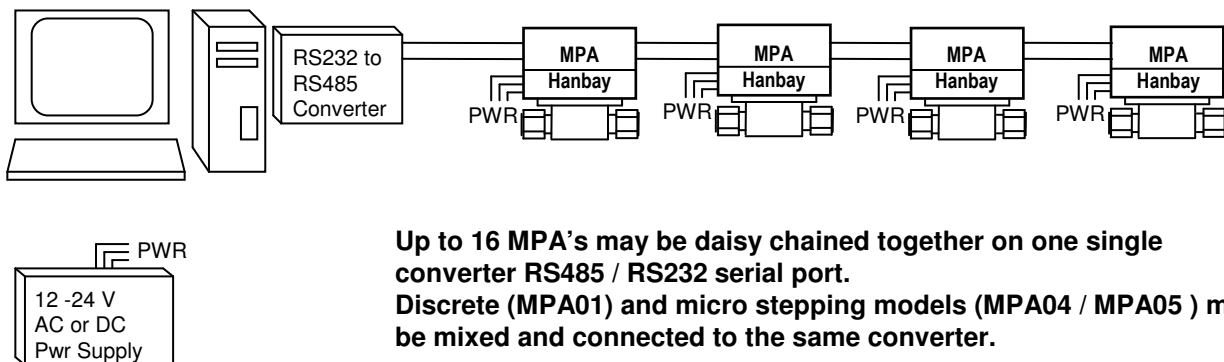 RS232 to
RS485
Converter
MPA
Hanbay
PWR
MPA
Hanbay
PWR
MPA
Hanbay
PWR
MPA
Hanbay
PWR
PWR
12 -24 V
AC or DC
Pwr Supply
Up to 16 MPA's may be daisy chained together on one single
converter RS485 / RS232 serial port.
Discrete (MPA01) and micro stepping models (MPA04 / MPA05 ) m
be mixed and connected to the same converter.